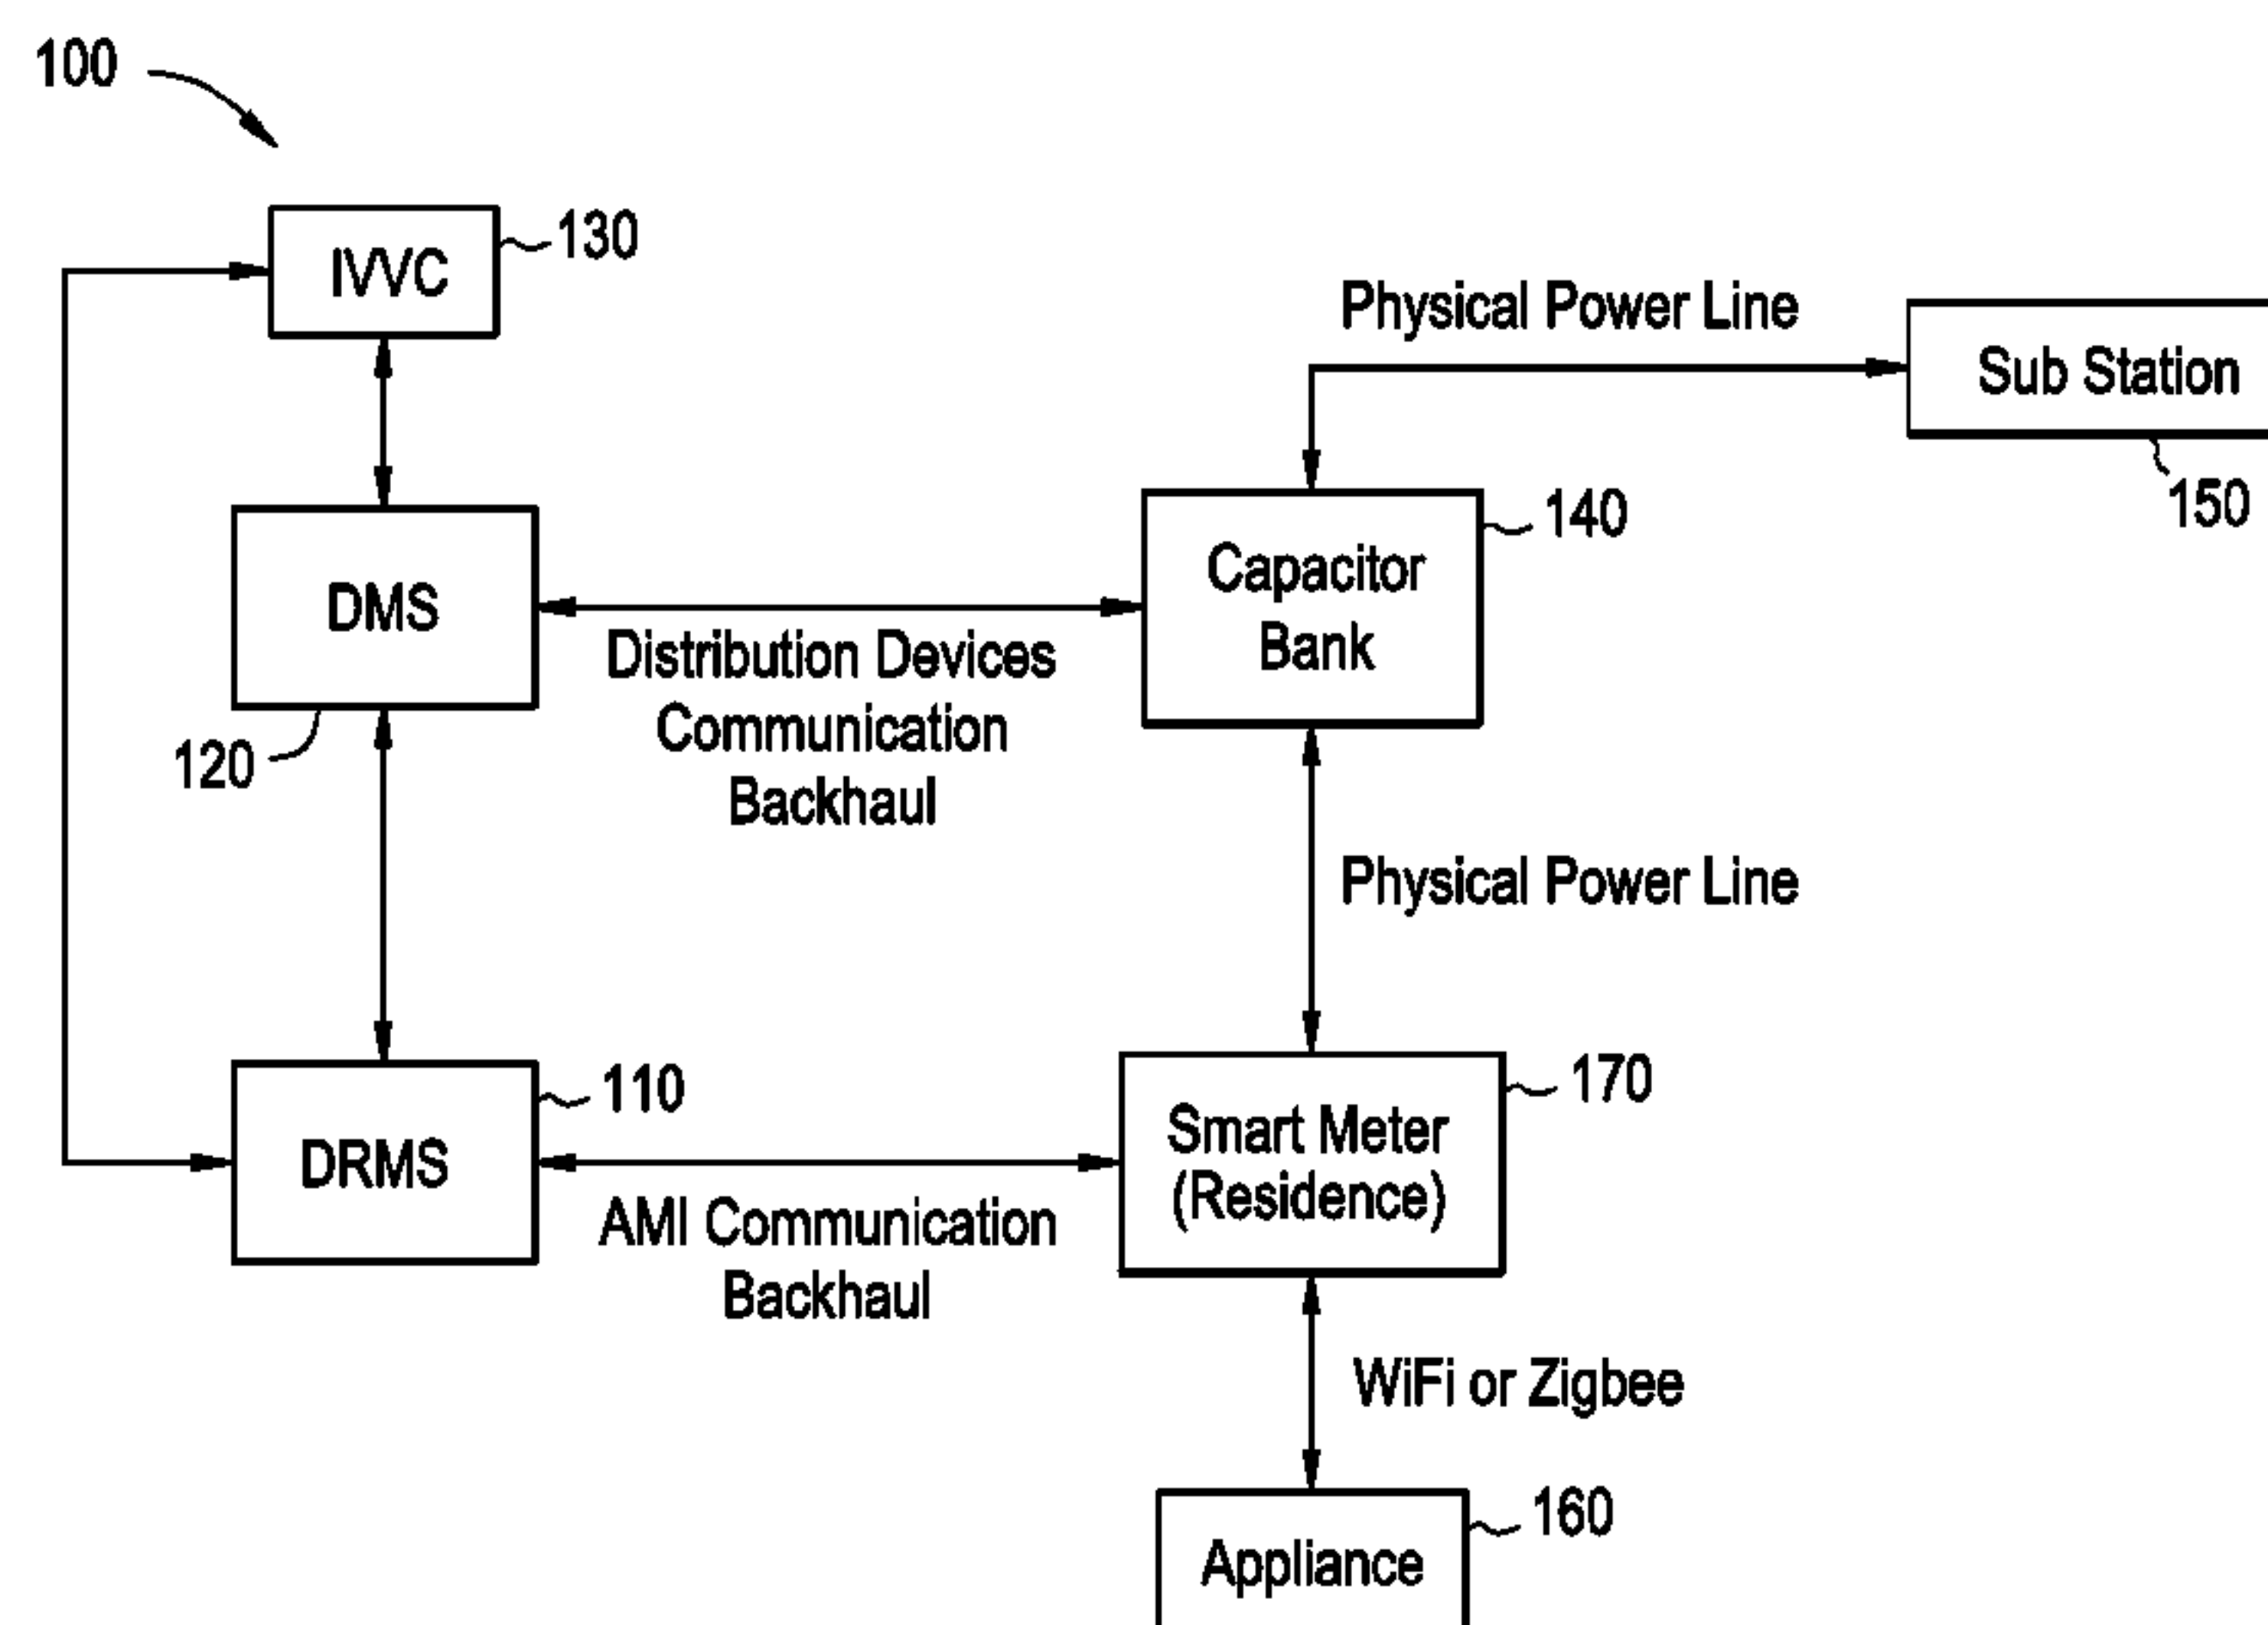 100
IVVC
130
Physical Power Line
Sub Station
150
DMS
120
Distribution Devices
Communication
Backhaul
Capacitor
Bank
140
Physical Power Line
DRMS
110
AMI Communication
Backhaul
Smart Meter
(Residence)
170
WiFi or Zigbee
Appliance
160